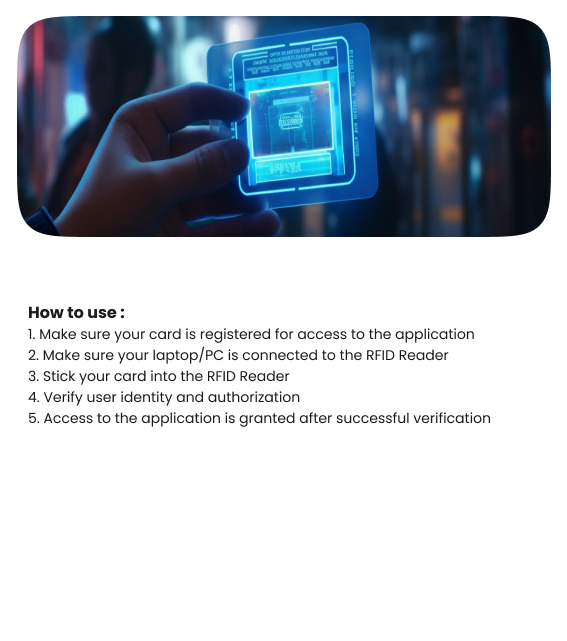 How to use :
1. Make sure your card is registered for access to the application
2. Make sure your laptop/PC is connected to the RFID Reader
3. Stick your card into the RFID Reader
4. Verify user identity and authorization
5. Access to the application is granted after successful verification